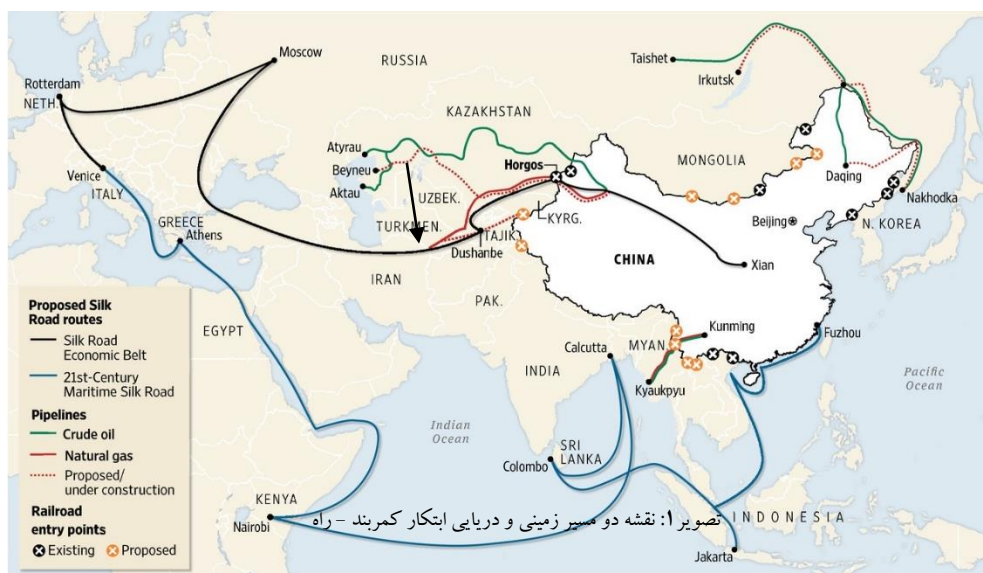 Moscow
RUSSIA
Taishet
Irkutsk
Rotterdam
NETH.
KAZAKHSTAN
Atyrau
Beyneu
Aktau
Horgos
MONGOLIA
Daqing
Nakhodka
Venice
ITALY
UZBEK.
KYRG.
Beijing
N. KOREA
GREECE
Athens
TURKMEN.
TAJIK.
Dushanbe
CHINA
Xian
IRAN
PAK.
EGYPT
Kunming
Fuzhou
Calcutta
MYAN.
INDIA
Kyaukpyu
Pacific
Ocean
Indian
Ocean
SRI
LANKA
Colombo
KENYA
Nairobi
INDONESIA
Jakarta
Proposed Silk
Road routes
Silk Road
Economic Belt
21st-Century
Maritime Silk Road
Pipelines
Crude oil
Natural gas
Proposed/
under construction
Railroad
entry points
Existing
Proposed
تصویر ۱: نقشه دو مسیر زمینی و دریایی ابتکار کمربند – راه